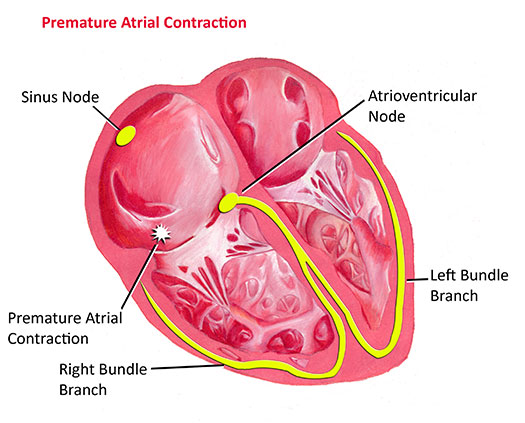 Premature Atrial Contraction
Sinus Node
Atrioventricular
Node
Left Bundle
Branch
Premature Atrial
Contraction
Right Bundle
Branch